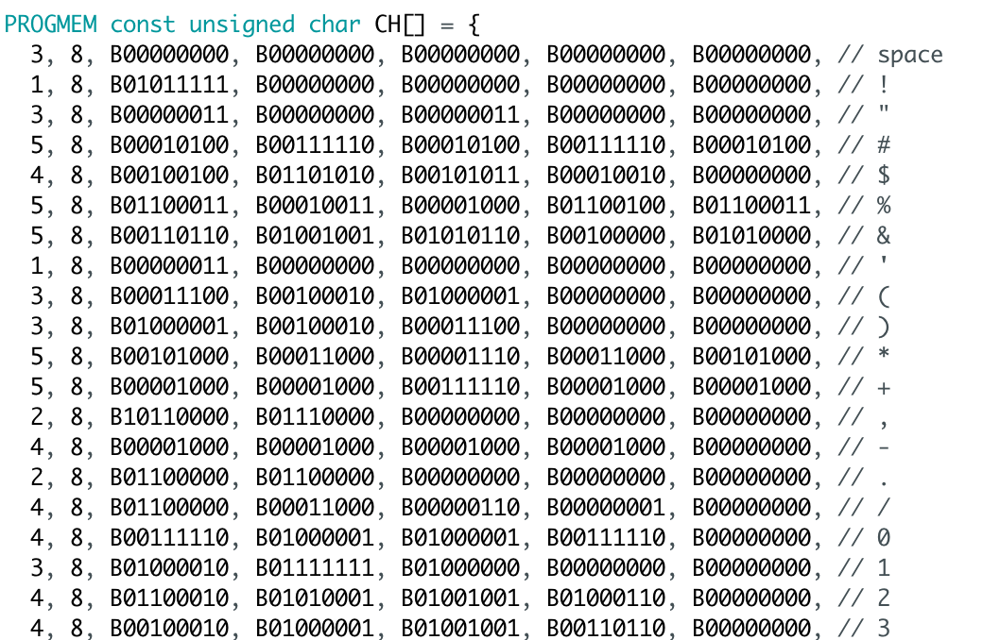 PROGMEM const unsigned char CH[] = {
3, 8, B00000000, B00000000, B00000000, B00000000, B00000000, // space
1, 8, B01011111, B00000000, B00000000, B00000000, B00000000, // !
3, 8, B00000011, B00000000, B00000011, B00000000, B00000000, // "
5, 8, B00010100, B00111110, B00010100, B00111110, B00010100, // #
4, 8, B00100100, B01101010, B00101011, B00010010, B00000000, // $
5, 8, B01100011, B00010011, B00001000, B01100100, B01100011, // %
5, 8, B00110110, B01001001, B01010110, B00100000, B01010000, // &
1, 8, B00000011, B00000000, B00000000, B00000000, B00000000, // '
3, 8, B00011100, B00100010, B01000001, B00000000, B00000000, // (
3, 8, B01000001, B00100010, B00011100, B00000000, B00000000, // )
5, 8, B00101000, B00011000, B00001110, B00011000, B00101000, // *
5, 8, B00001000, B00001000, B00111110, B00001000, B00001000, // +
2, 8, B10110000, B01110000, B00000000, B00000000, B00000000, // ,
4, 8, B00001000, B00001000, B00001000, B00001000, B00000000, // -
2, 8, B01100000, B01100000, B00000000, B00000000, B00000000, // .
4, 8, B01100000, B00011000, B00000110, B00000001, B00000000, // /
4, 8, B00111110, B01000001, B01000001, B00111110, B00000000, // 0
3, 8, B01000010, B01111111, B01000000, B00000000, B00000000, // 1
4, 8, B01100010, B01010001, B01001001, B01000110, B00000000, // 2
4, 8, B00100010, B01000001, B01001001, B00110110, B00000000, // 3